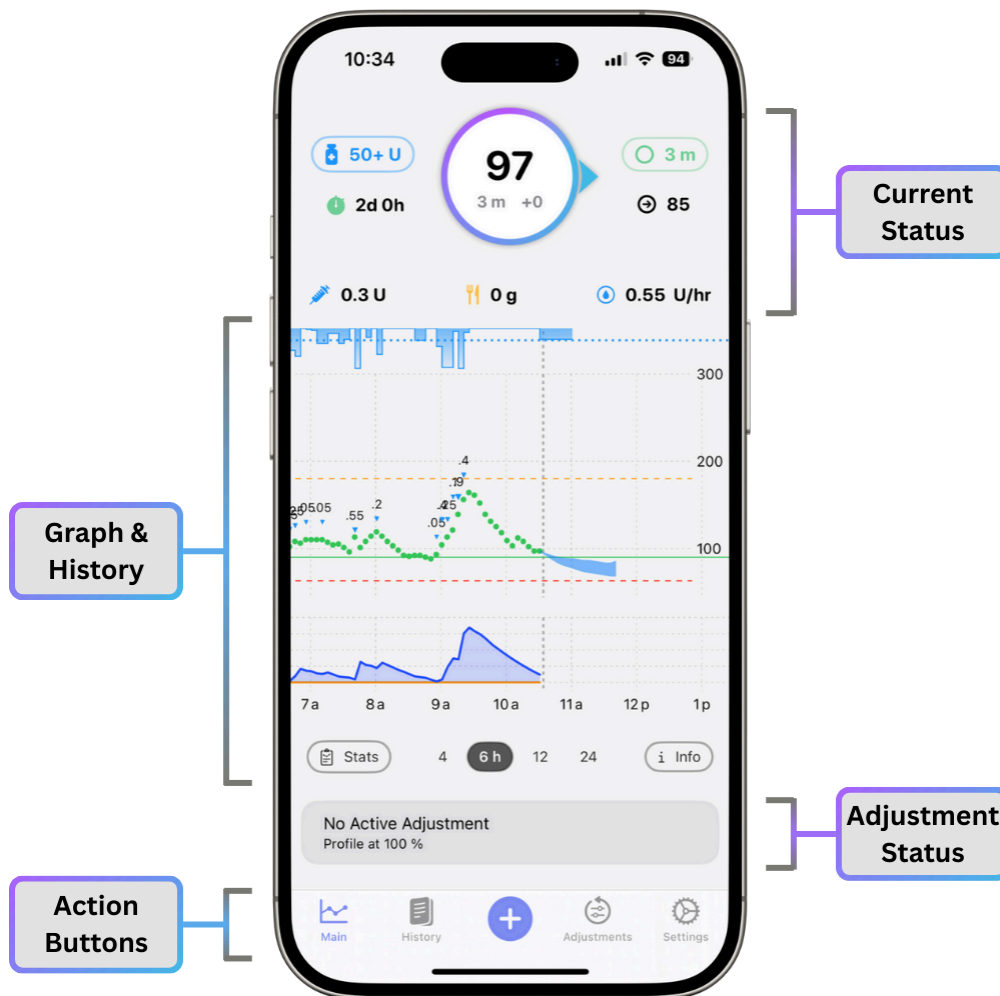 10:34
94
50+ U
97
3 m
2d 0h
3 m +0
85
Current
Status
0.3 U
0 g
0.55 U/hr
300
200
.4
.19
.25
.05
.05
.55
.2
.05
100
Graph &
History
7a 8a 9a 10a 11a 12p 1p
Stats
4 6 h 12 24
i Info
No Active Adjustment
Profile at 100 %
Adjustment
Status
Action
Buttons
Main
History
Adjustments
Settings